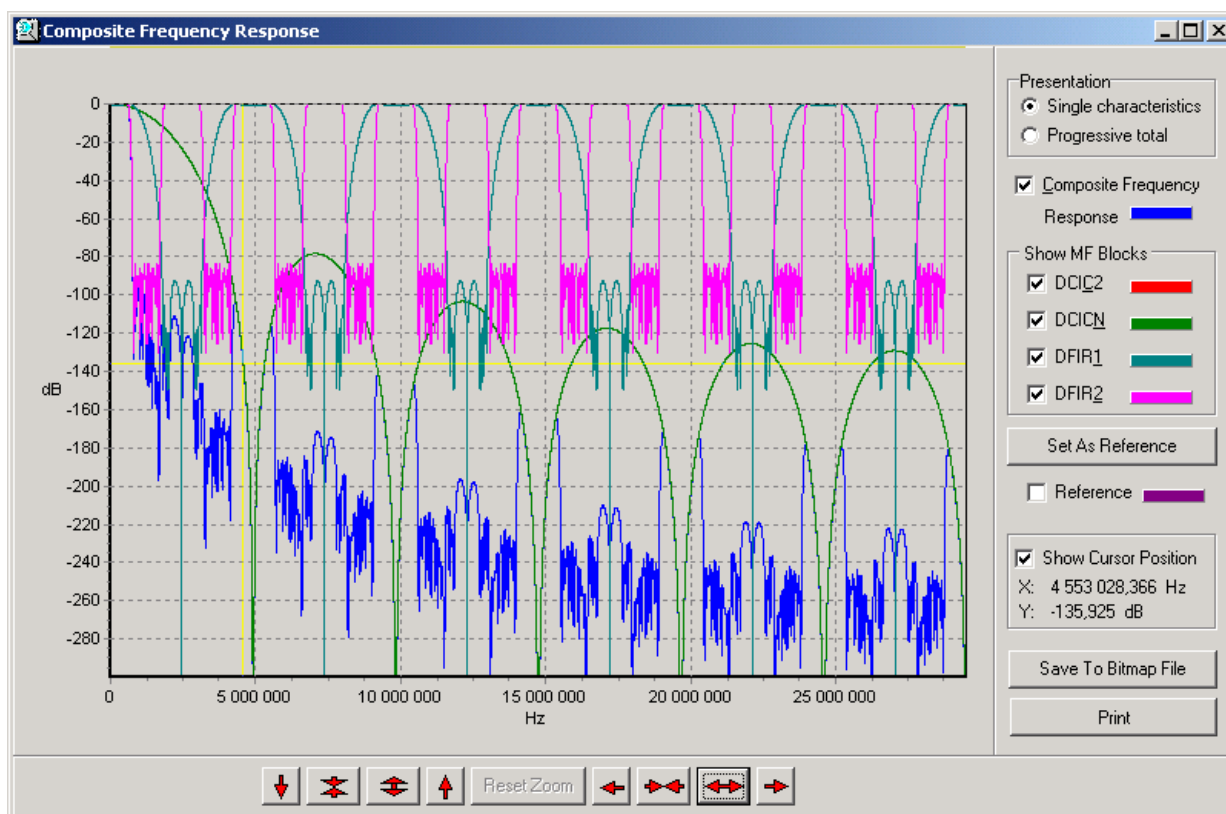 Composite Frequency Response
0
-20
-40
-60
-80
-100
-120
-140
-160
-180
-200
-220
-240
-260
-280
dB
0
5 000 000
10 000 000
15 000 000
20 000 000
25 000 000
Hz
Presentation
Single characteristics
Progressive total
Composite Frequency
Response
Show MF Blocks
DCIC2
DCICN
DFIR1
DFIR2
Set As Reference
Reference
Show Cursor Position
X: 4 553 028,366 Hz
Y: -135,925 dB
Save To Bitmap File
Print
Reset Zoom